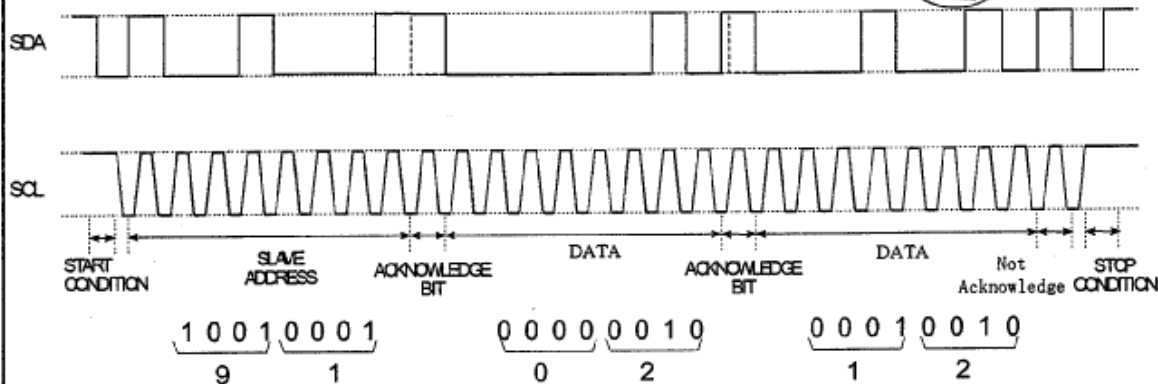 SDA
SCL
START CONDITION
SLAVE ADDRESS
ACKNOWLEDGE BIT
DATA
ACKNOWLEDGE BIT
DATA
Not Acknowledge
STOP CONDITION
1 0 0 1 0 0 0 1
0 0 0 0 0 0 1 0
0 0 0 1 0 0 1 0
9 1
0 2
1 2